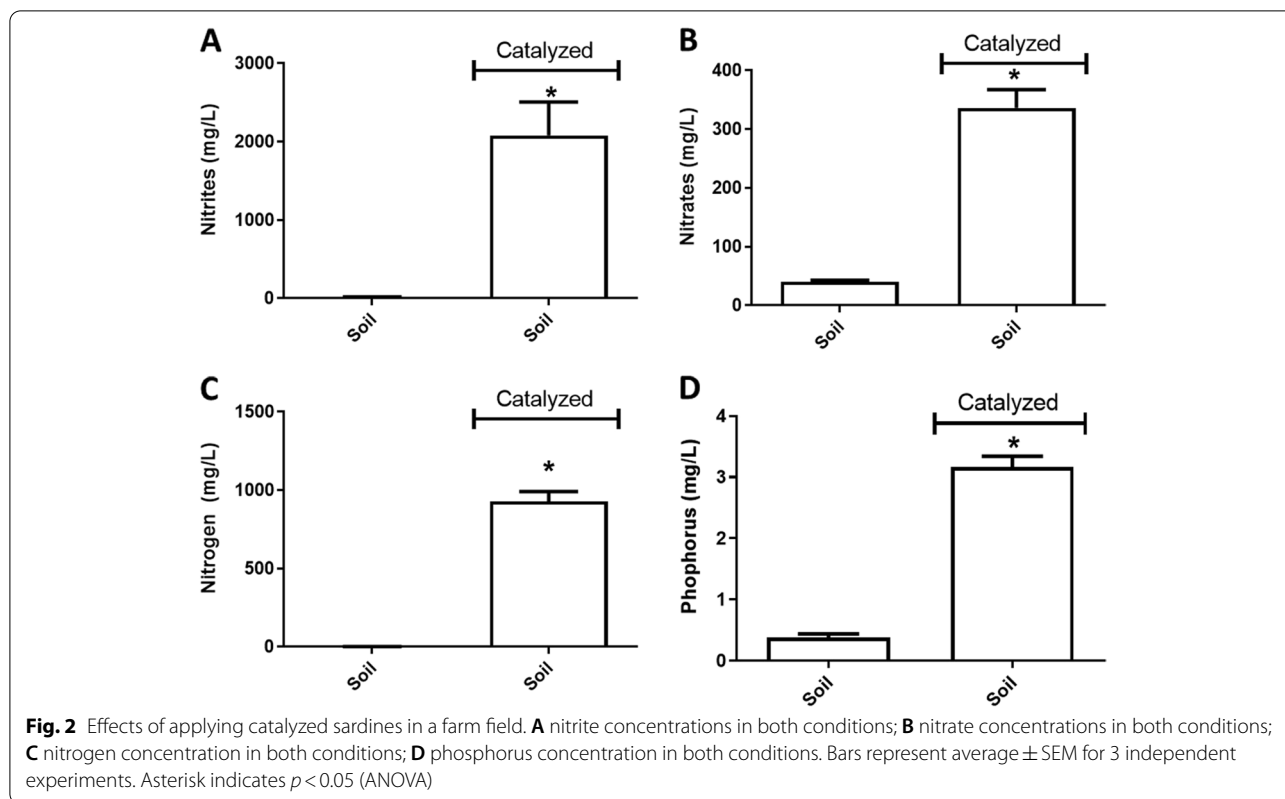 A
Catalyzed
*
Nitrites (mg/L)
3000
2000
1000
0
Soil
Soil
B
Catalyzed
*
Nitrates (mg/L)
400
300
200
100
0
Soil
Soil
C
Catalyzed
*
Nitrogen (mg/L)
1500
1000
500
0
Soil
Soil
D
Catalyzed
*
Phophorus (mg/L)
4
3
2
1
0
Soil
Soil
Fig. 2 Effects of applying catalyzed sardines in a farm field. A nitrite concentrations in both conditions; B nitrate concentrations in both conditions;
C nitrogen concentration in both conditions; D phosphorus concentration in both conditions. Bars represent average ± SEM for 3 independent
experiments. Asterisk indicates p < 0.05 (ANOVA)